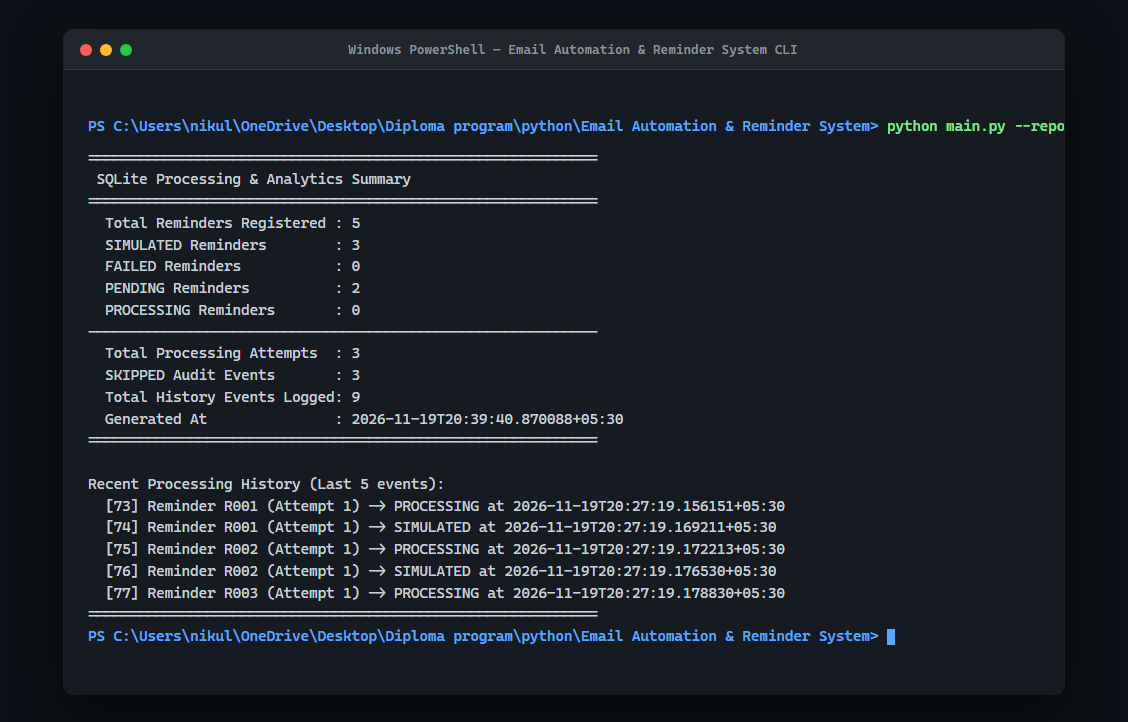 Windows PowerShell — Email Automation & Reminder System CLI
PS C:\Users\nikul\OneDrive\Desktop\Diploma program\python\Email Automation & Reminder System> python main.py --repo
SQLite Processing & Analytics Summary
Total Reminders Registered : 5
SIMULATED Reminders : 3
FAILED Reminders : 0
PENDING Reminders : 2
PROCESSING Reminders : 0
Total Processing Attempts : 3
SKIPPED Audit Events : 3
Total History Events Logged: 9
Generated At : 2026-11-19T20:39:40.870088+05:30
Recent Processing History (Last 5 events):
[73] Reminder R001 (Attempt 1) --> PROCESSING at 2026-11-19T20:27:19.156151+05:30
[74] Reminder R001 (Attempt 1) --> SIMULATED at 2026-11-19T20:27:19.169211+05:30
[75] Reminder R002 (Attempt 1) --> PROCESSING at 2026-11-19T20:27:19.172213+05:30
[76] Reminder R002 (Attempt 1) --> SIMULATED at 2026-11-19T20:27:19.176530+05:30
[77] Reminder R003 (Attempt 1) --> PROCESSING at 2026-11-19T20:27:19.178830+05:30
PS C:\Users\nikul\OneDrive\Desktop\Diploma program\python\Email Automation & Reminder System>